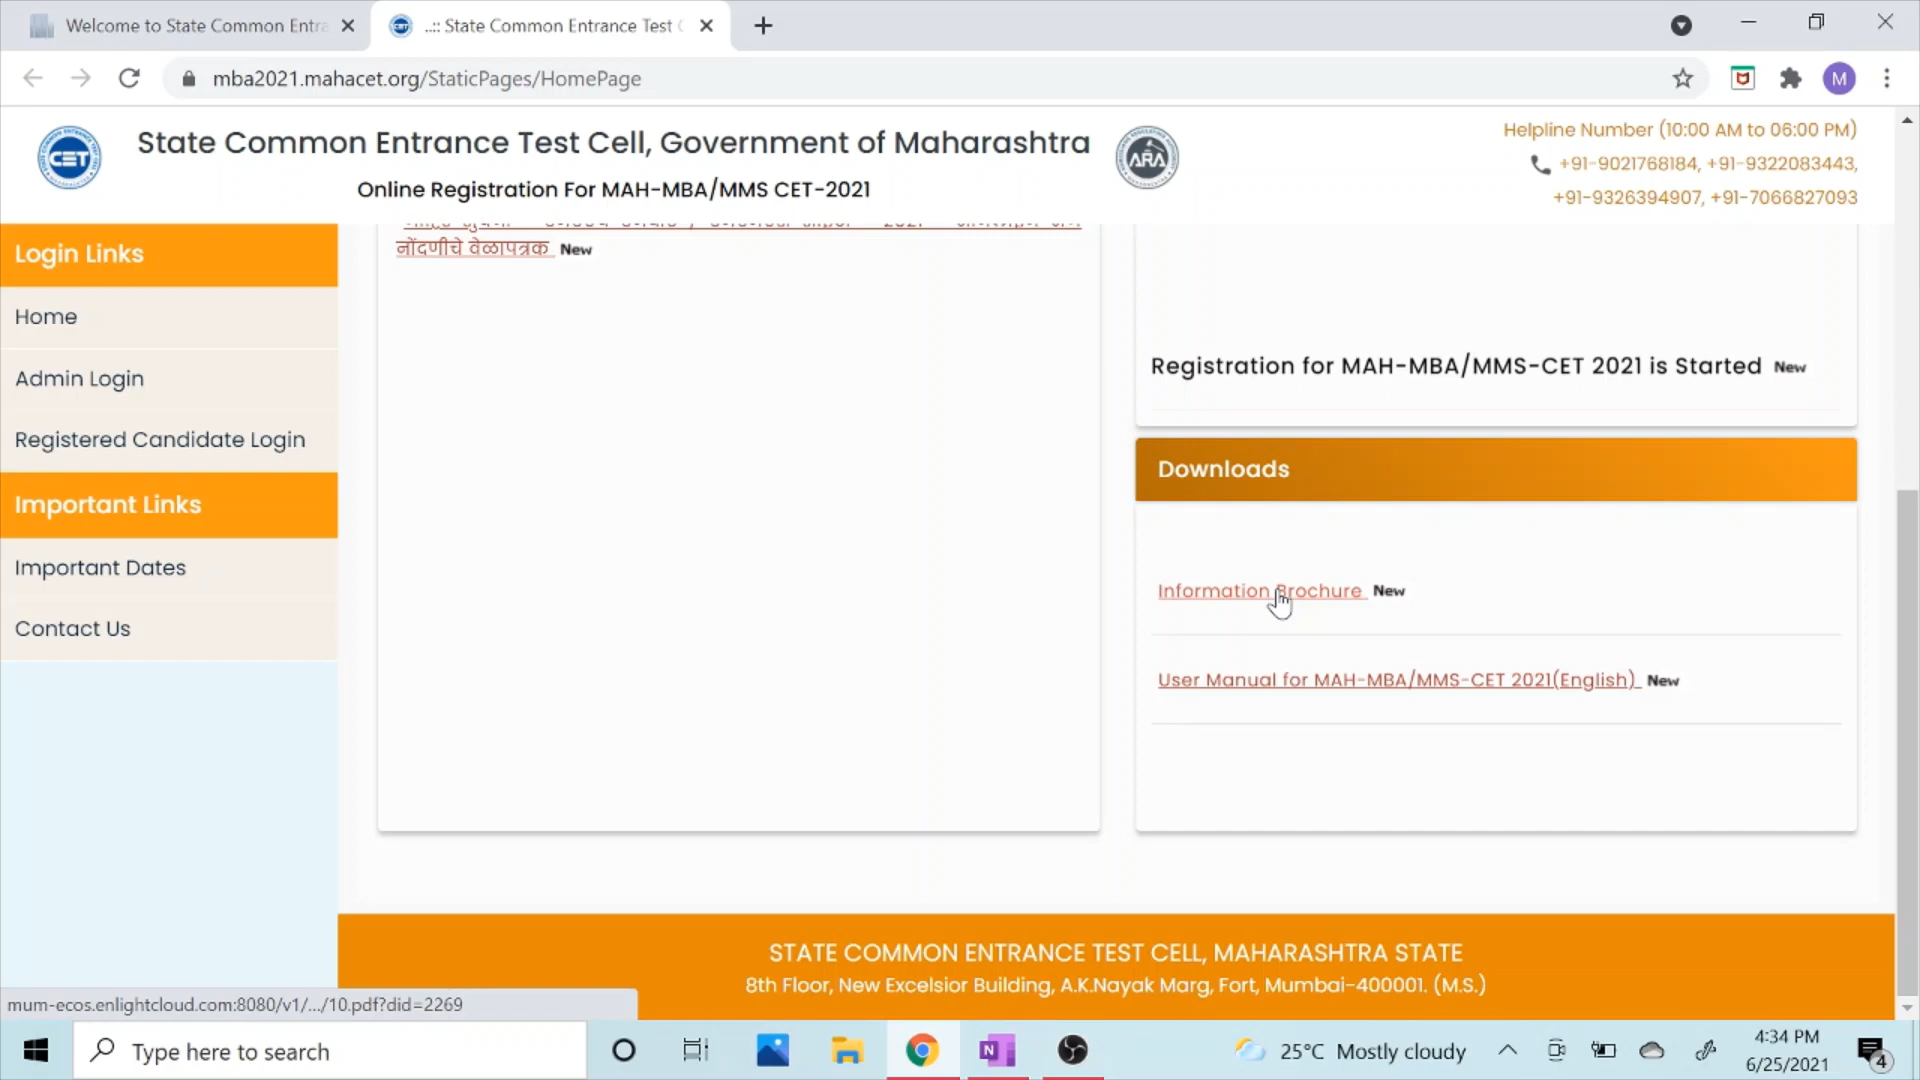 Welcome to State Common Entra
..:: State Common Entrance Test C
mba2021.mahacet.org/StaticPages/HomePage
M
CET
State Common Entrance Test Cell, Government of Maharashtra
Online Registration For MAH-MBA/MMS CET-2021
ARA
Helpline Number (10:00 AM to 06:00 PM)
+91-9021768184, +91-9322083443,
+91-9326394907, +91-7066827093
Login Links
Home
Admin Login
Registered Candidate Login
Important Links
Important Dates
Contact Us
नोंदणीचे वेळापत्रक New
Registration for MAH-MBA/MMS-CET 2021 is Started New
Downloads
Information Brochure New
User Manual for MAH-MBA/MMS-CET 2021(English) New
STATE COMMON ENTRANCE TEST CELL, MAHARASHTRA STATE
8th Floor, New Excelsior Building, A.K.Nayak Marg, Fort, Mumbai-400001. (M.S.)
mum-ecos.enlightcloud.com:8080/v1/.../10.pdf?did=2269
Type here to search
N
25°C Mostly cloudy
4:34 PM
6/25/2021
4